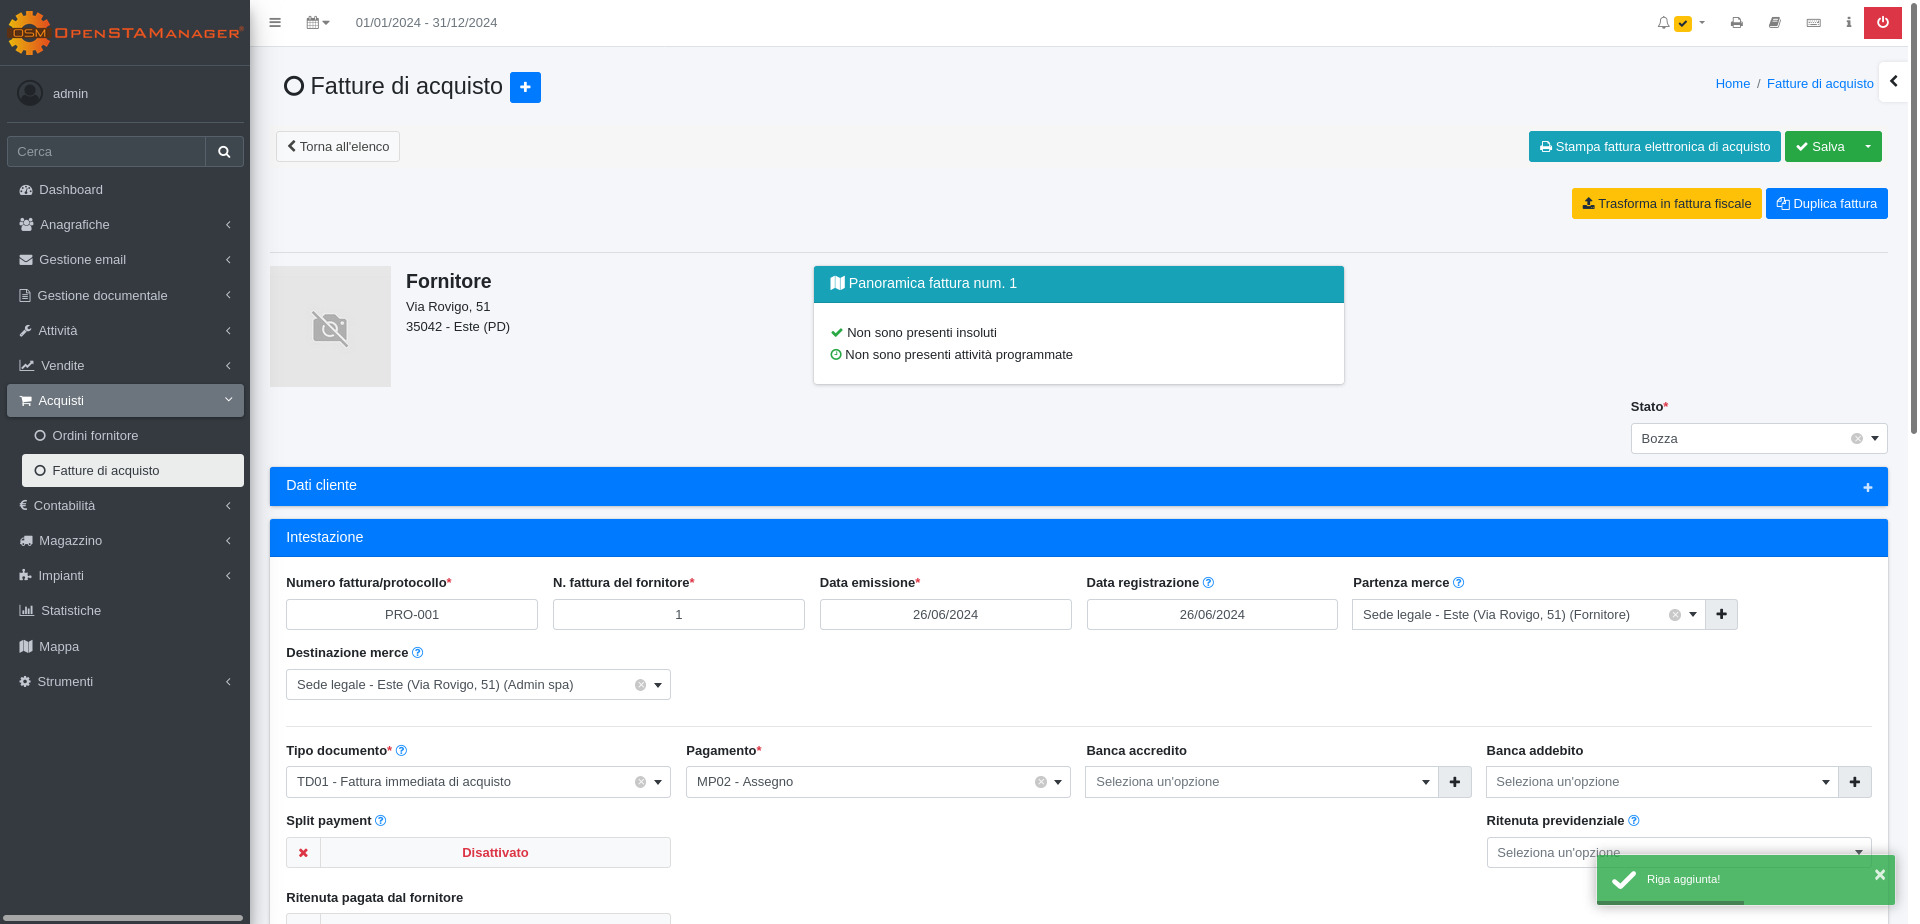 OSM OpenSTAManager®
01/01/2024 - 31/12/2024
admin
Cerca
Dashboard
Anagrafiche
Gestione email
Gestione documentale
Attività
Vendite
Acquisti
Ordini fornitore
Fatture di acquisto
Contabilità
Magazzino
Impianti
Statistiche
Mappa
Strumenti
Fatture di acquisto
Home / Fatture di acquisto
Torna all'elenco
Stampa fattura elettronica di acquisto
Salva
Trasforma in fattura fiscale
Duplica fattura
Fornitore
Via Rovigo, 51
35042 - Este (PD)
Panoramica fattura num. 1
Non sono presenti insoluti
Non sono presenti attività programmate
Stato*
Bozza
Dati cliente
Intestazione
Numero fattura/protocollo* N. fattura del fornitore* Data emissione* Data registrazione Partenza merce
PRO-001 1 26/06/2024 26/06/2024 Sede legale - Este (Via Rovigo, 51) (Fornitore)
Destinazione merce
Sede legale - Este (Via Rovigo, 51) (Admin spa)
Tipo documento* Pagamento* Banca accredito Banca addebito
TD01 - Fattura immediata di acquisto MP02 - Assegno Seleziona un'opzione Seleziona un'opzione
Split payment Ritenuta previdenziale
Disattivato Seleziona un'opzione
Riga aggiunta!
Ritenuta pagata dal fornitore